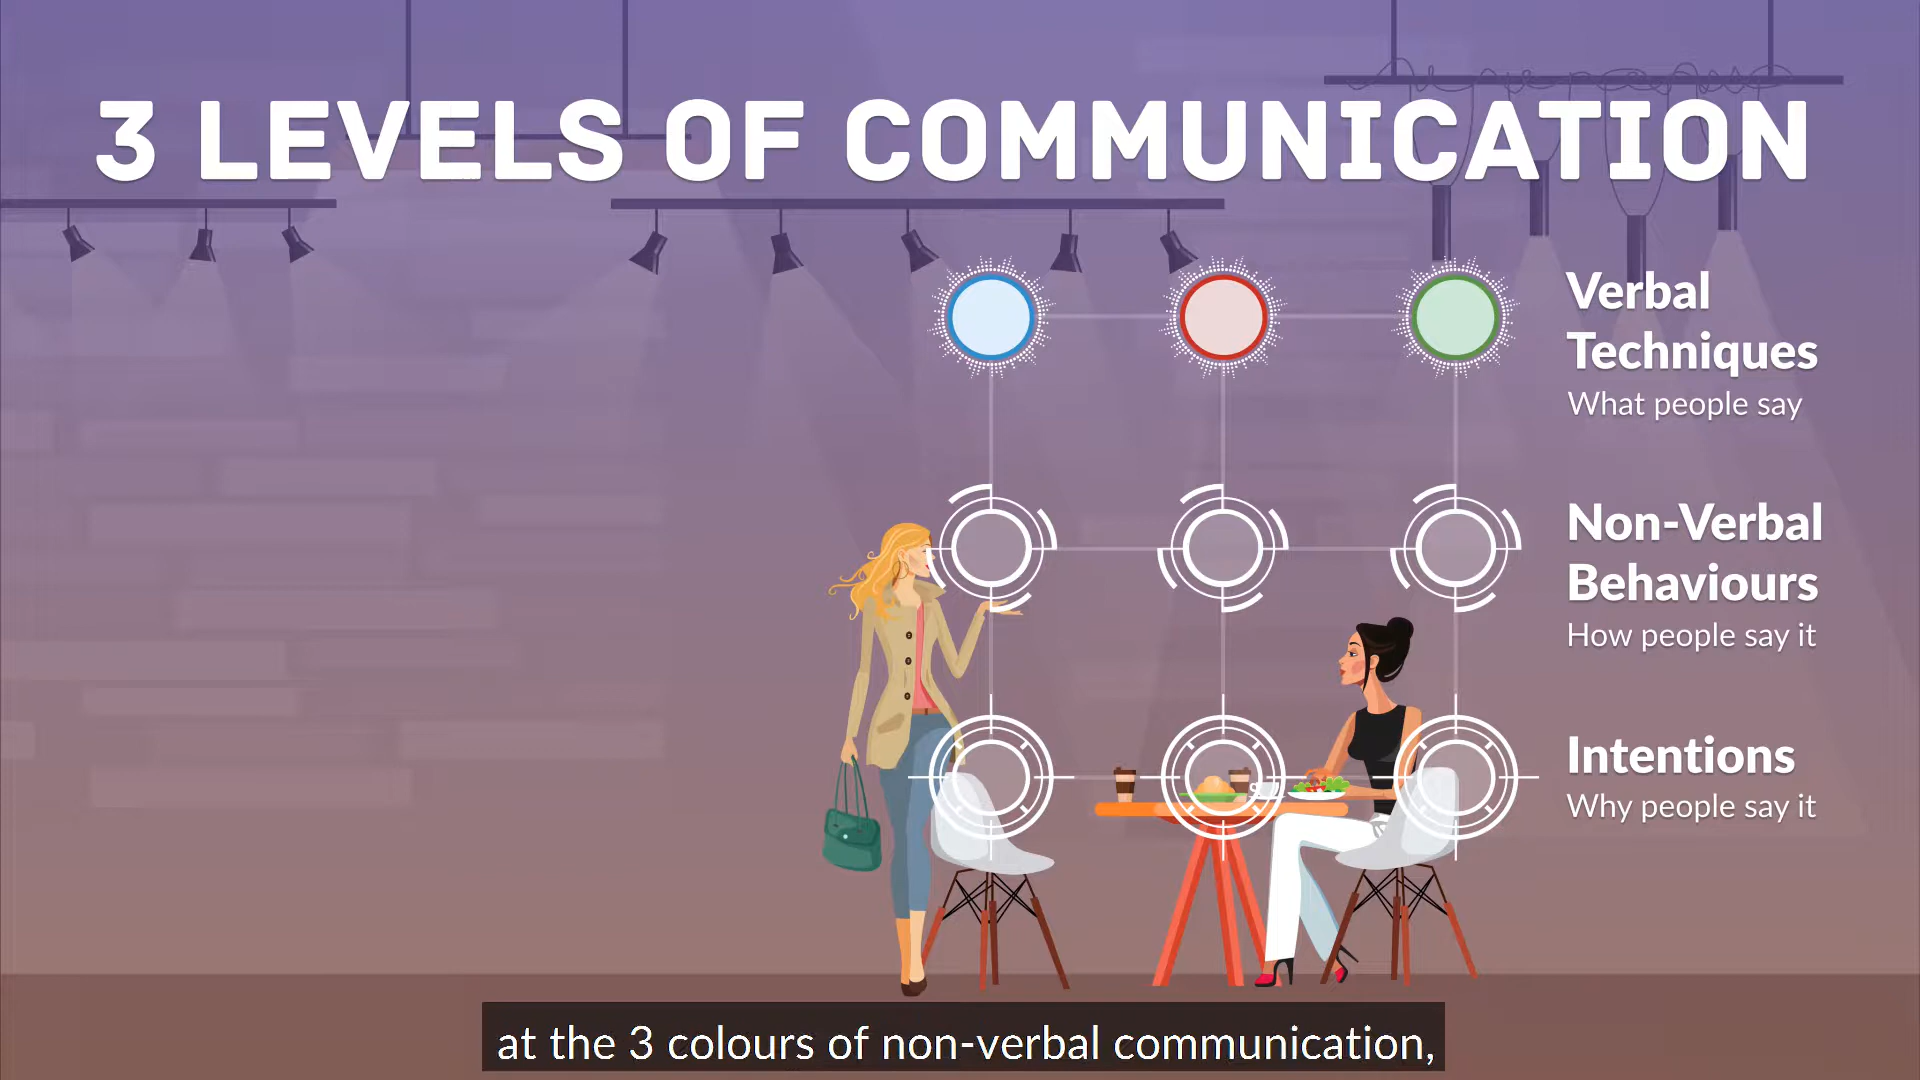 3 LEVELS OF COMMUNICATION
Verbal
Techniques
What people say
Non-Verbal
Behaviours
How people say it
Intentions
Why people say it
at the 3 colours of non-verbal communication,